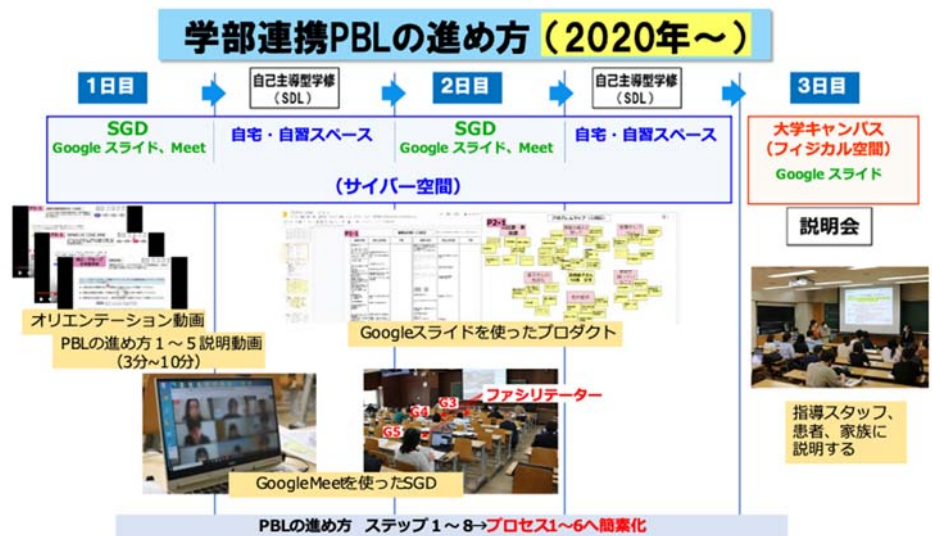 学部連携PBLの進め方(2020年~)
1日目
自己主導型学修
(SDL)
2日目
自己主導型学修
(SDL)
3日目
SGD
Google スライド、Meet
自宅・自習スペース
SGD
Google スライド、Meet
自宅・自習スペース
(サイバー空間)
大学キャンパス
(フィジカル空間)
Google スライド
説明会
P2-1
P2-1
オリエンテーション動画
PBLの進め方1~5説明動画
(3分~10分)
Googleスライドを使ったプロダクト
ファシリテーター
G3
G4
G5
GoogleMeetを使ったSGD
指導スタッフ、
患者、家族に
説明する
PBLの進め方 ステップ1~8→プロセス1~6へ簡素化